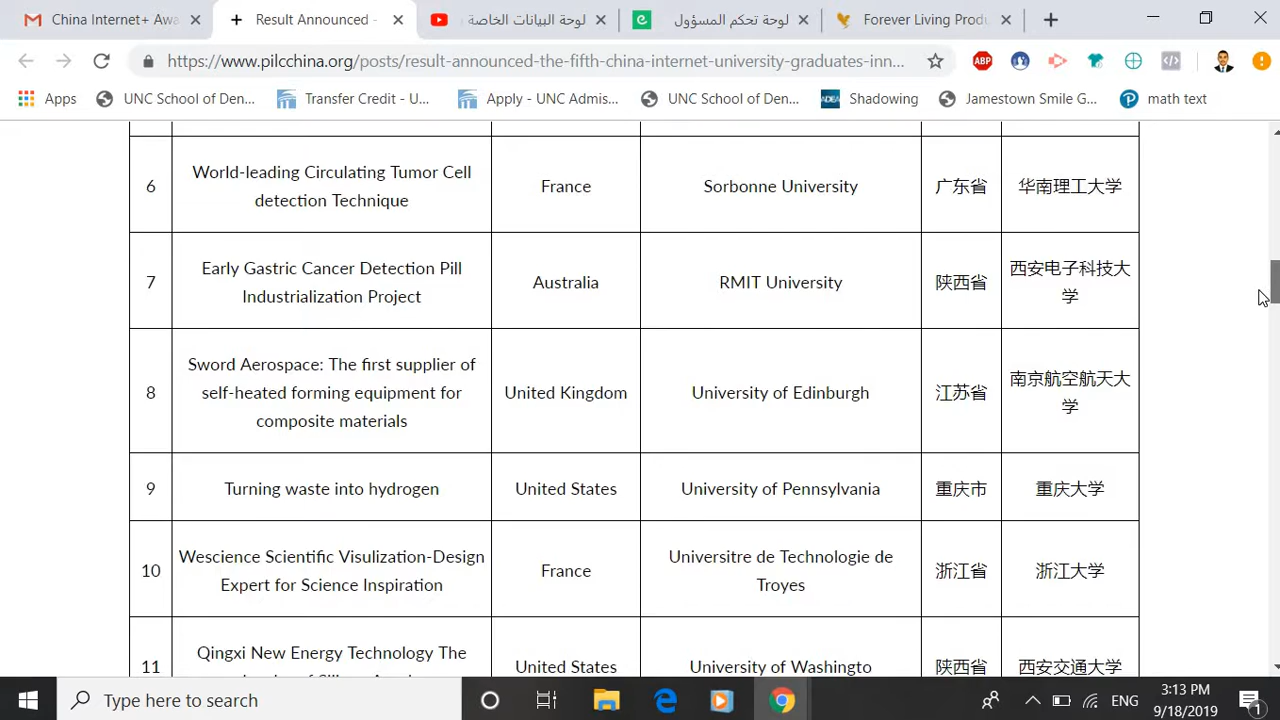 China Internet+ Awa
Result Announced -
لوحة البيانات الخاصة
لوحة تحكم المسؤول
Forever Living Produ
https://www.pilcchina.org/posts/result-announced-the-fifth-china-internet-university-graduates-inn...
ABP
Apps
UNC School of Den...
Transfer Credit - U...
Apply - UNC Admis...
UNC School of Den...
ADEA
Shadowing
Jamestown Smile G...
math text
6
World-leading Circulating Tumor Cell
detection Technique
France
Sorbonne University
广东省
华南理工大学
7
Early Gastric Cancer Detection Pill
Industrialization Project
Australia
RMIT University
陕西省
西安电子科技大
学
8
Sword Aerospace: The first supplier of
self-heated forming equipment for
composite materials
United Kingdom
University of Edinburgh
江苏省
南京航空航天大
学
9
Turning waste into hydrogen
United States
University of Pennsylvania
重庆市
重庆大学
10
Wescience Scientific Visulization-Design
Expert for Science Inspiration
France
Universitre de Technologie de
Troyes
浙江省
浙江大学
11
Qingxi New Energy Technology The
United States
University of Washingto
陕西省
西安交通大学
Type here to search
ENG
3:13 PM
9/18/2019
1